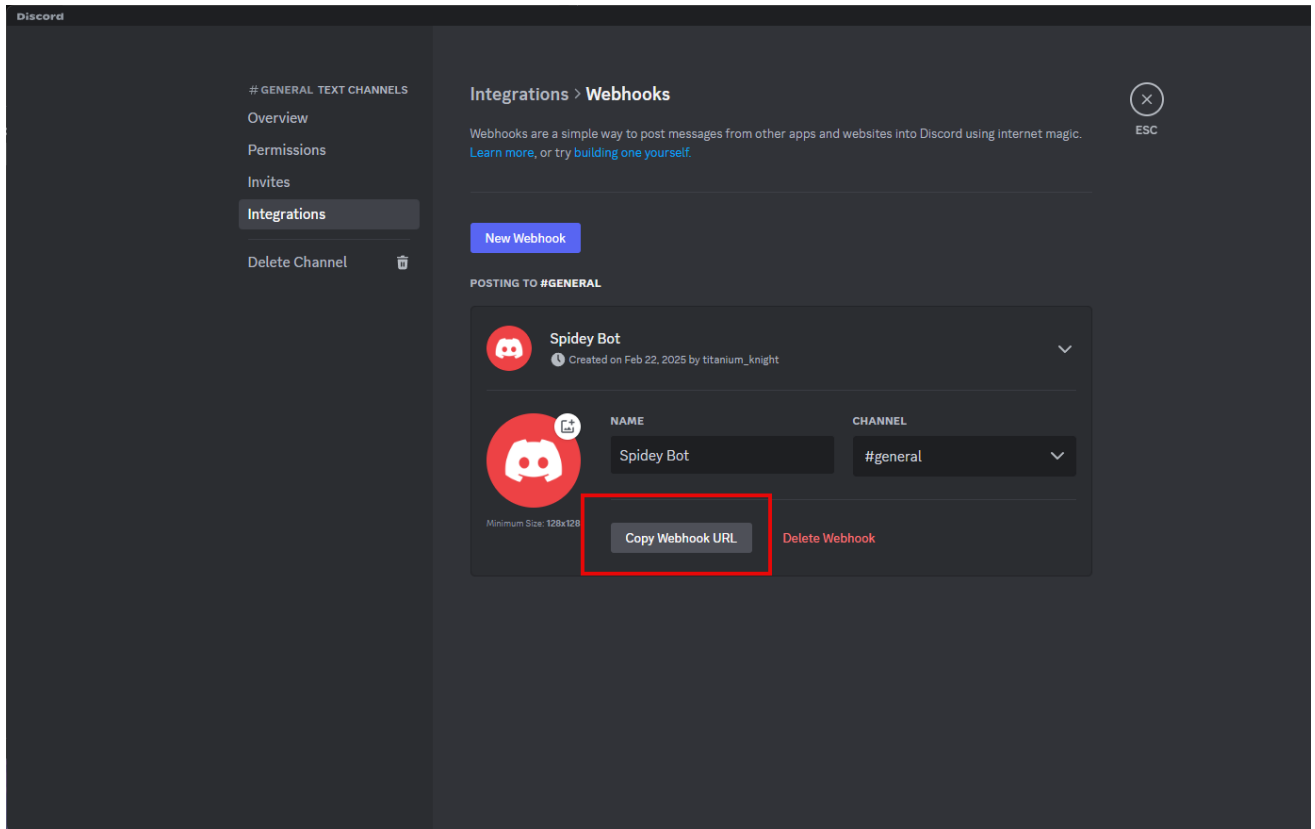 Discord
# GENERAL TEXT CHANNELS
Overview
Permissions
Invites
Integrations
Delete Channel
Integrations > Webhooks
Webhooks are a simple way to post messages from other apps and websites into Discord using internet magic.
Learn more, or try building one yourself.
ESC
New Webhook
POSTING TO #GENERAL
Spidey Bot
Created on Feb 22, 2025 by titanium_knight
NAME
CHANNEL
Spidey Bot
#general
Minimum Size: 128x128
Copy Webhook URL
Delete Webhook